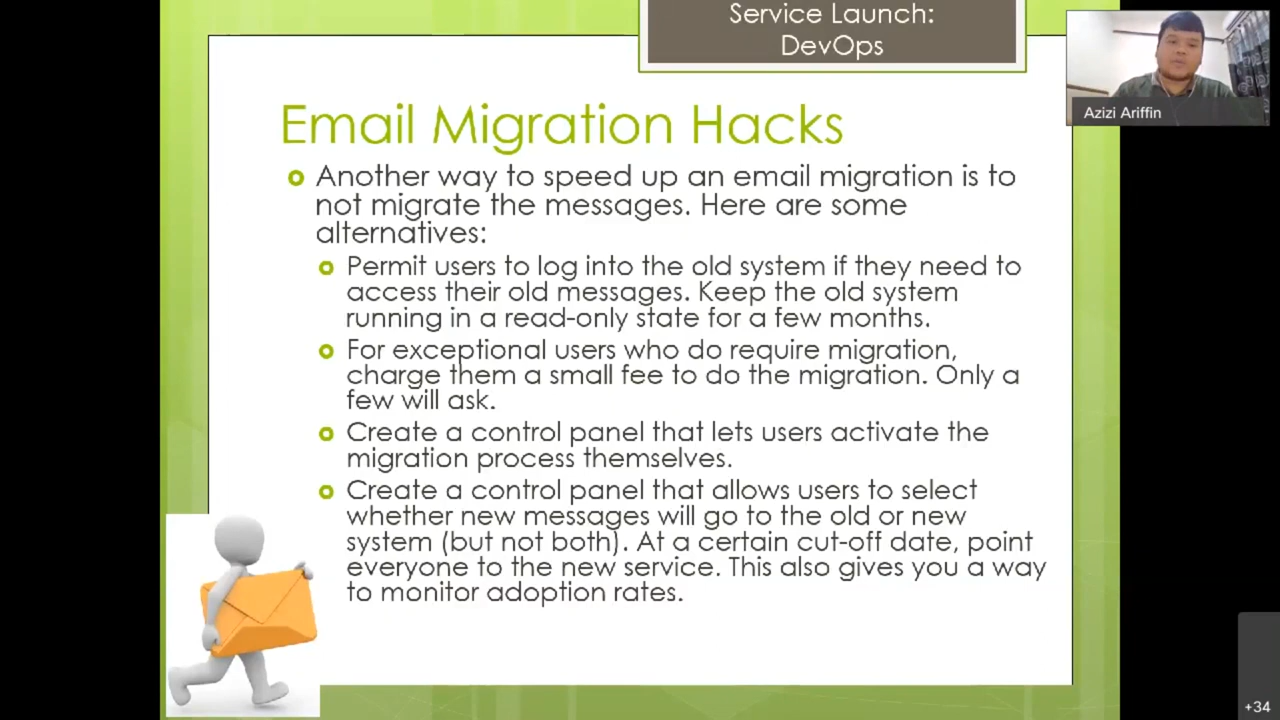 Service Launch:
DevOps
Azizi Ariffin
Email Migration Hacks
Another way to speed up an email migration is to
not migrate the messages. Here are some
alternatives:
Permit users to log into the old system if they need to
access their old messages. Keep the old system
running in a read-only state for a few months.
For exceptional users who do require migration,
charge them a small fee to do the migration. Only a
few will ask.
Create a control panel that lets users activate the
migration process themselves.
Create a control panel that allows users to select
whether new messages will go to the old or new
system (but not both). At a certain cut-off date, point
everyone to the new service. This also gives you a way
to monitor adoption rates.
+34